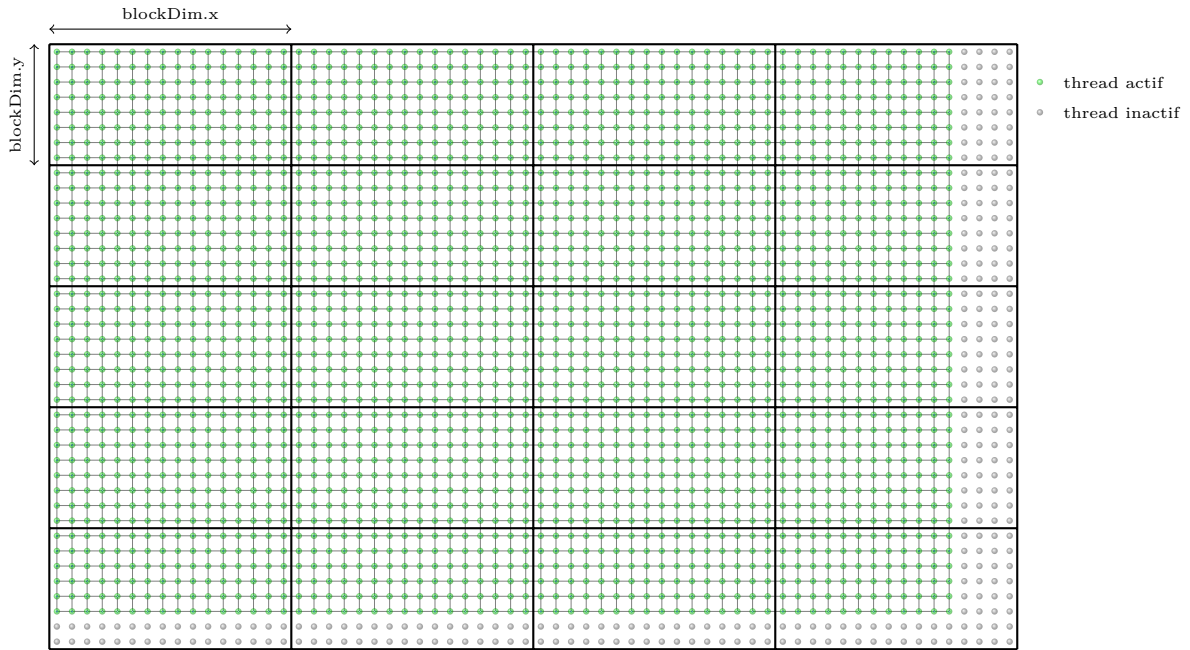 blockDim.x
blockDim.y
thread actif
thread inactif